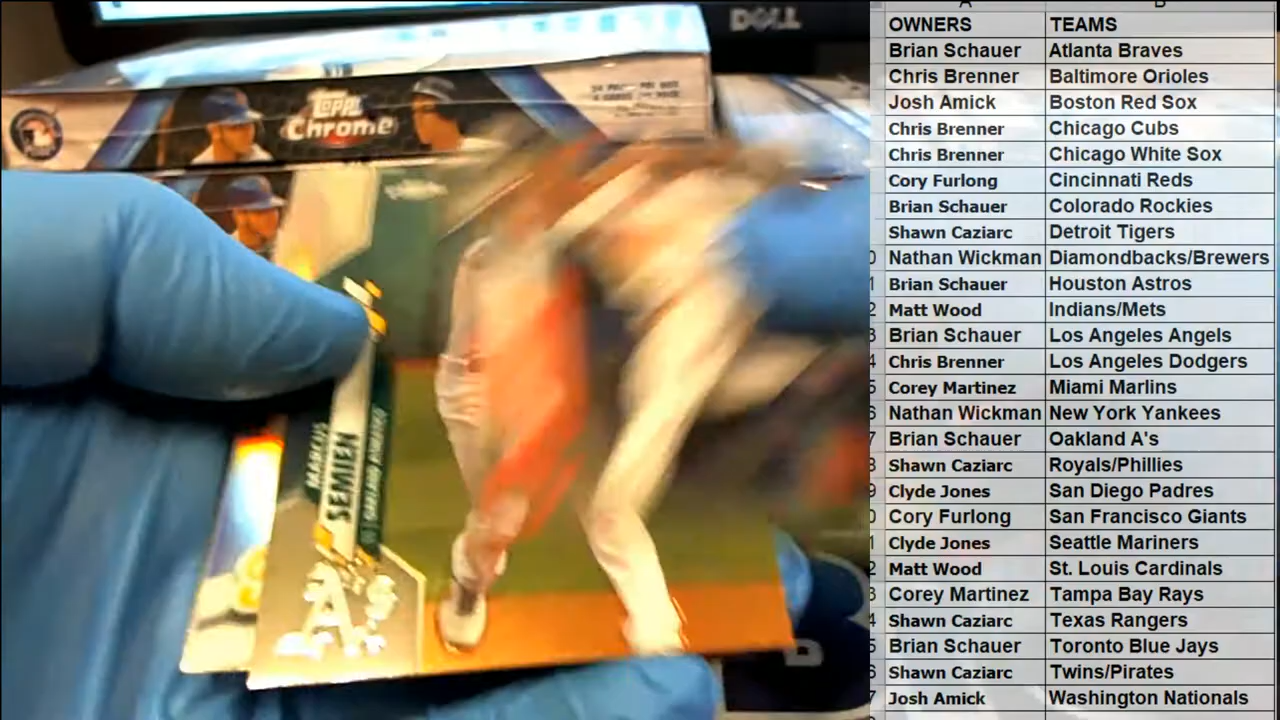 DELL
Topps
Chrome
MARCUS
SEMIEN
OAKLAND ATHLETICS
A's
OWNERS TEAMS
Brian Schauer Atlanta Braves
Chris Brenner Baltimore Orioles
Josh Amick Boston Red Sox
Chris Brenner Chicago Cubs
Chris Brenner Chicago White Sox
Cory Furlong Cincinnati Reds
Brian Schauer Colorado Rockies
Shawn Caziarc Detroit Tigers
Nathan Wickman Diamondbacks/Brewers
Brian Schauer Houston Astros
Matt Wood Indians/Mets
Brian Schauer Los Angeles Angels
Chris Brenner Los Angeles Dodgers
Corey Martinez Miami Marlins
Nathan Wickman New York Yankees
Brian Schauer Oakland A's
Shawn Caziarc Royals/Phillies
Clyde Jones San Diego Padres
Cory Furlong San Francisco Giants
Clyde Jones Seattle Mariners
Matt Wood St. Louis Cardinals
Corey Martinez Tampa Bay Rays
Shawn Caziarc Texas Rangers
Brian Schauer Toronto Blue Jays
Shawn Caziarc Twins/Pirates
Josh Amick Washington Nationals